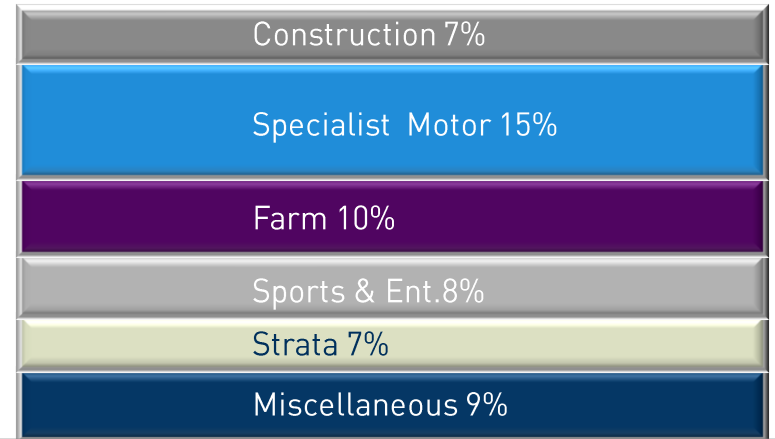 Construction 7%
Specialist Motor 15%
Farm 10%
Sports & Ent.8%
Strata 7%
Miscellaneous 9%